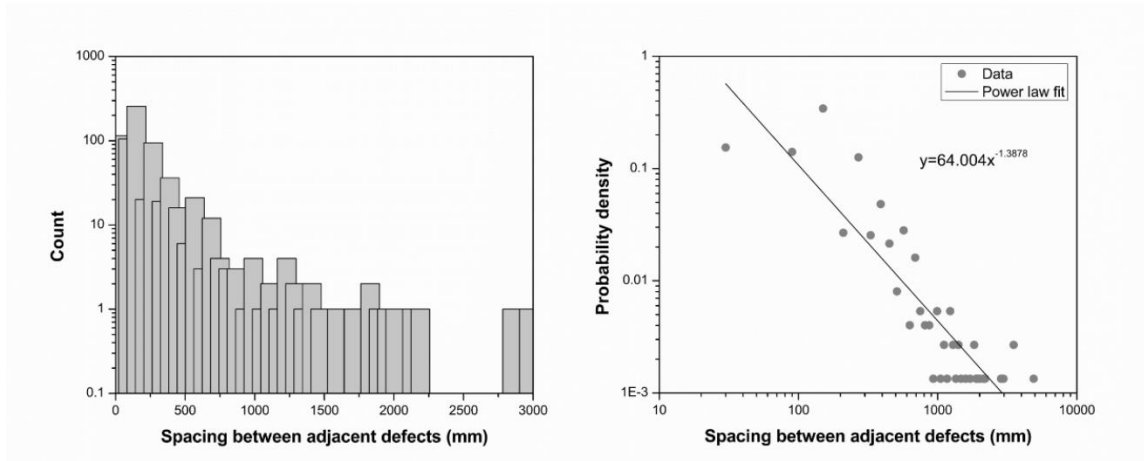 1000
100
10
1
0.1
Count
0
500
1000
1500
2000
2500
3000
Spacing between adjacent defects (mm)
1
0.1
0.01
1E-3
Probability density
Data
Power law fit
y=64.004x^-1.3878
10
100
1000
10000
Spacing between adjacent defects (mm)